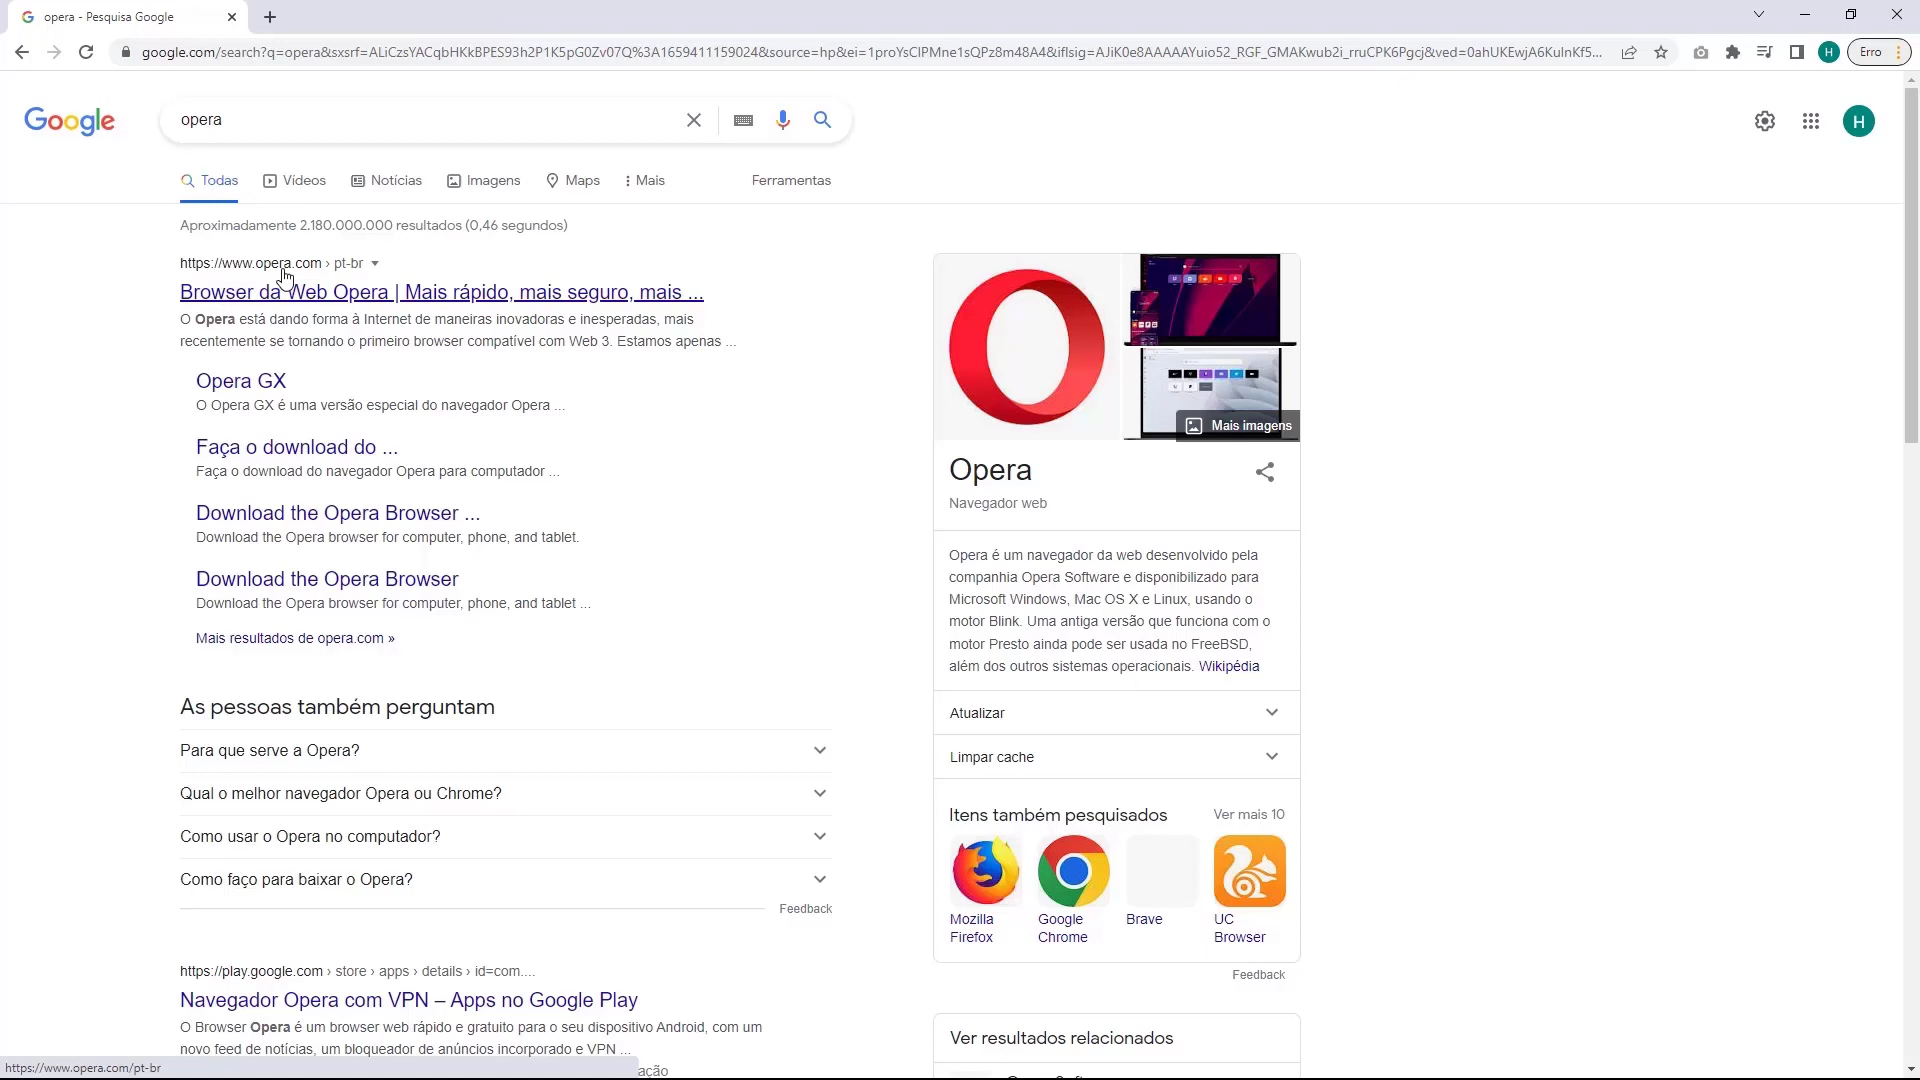 opera - Pesquisa Google
google.com/search?q=opera&sxsrf=ALiCzsYACqbHKkBPES93h2P1K5pG0Zv07Q%3A1659411159024&source=hp&ei=1proYsClPMne1sQPz8m48A4&iflsig=AJiK0e8AAAAAYuio52_RGF_GMAKwub2i_rruCPK6Pgcj&ved=0ahUKEwjA6KulnKf5...
Erro
Google
opera
H
Todas
Vídeos
Notícias
Imagens
Maps
Mais
Ferramentas
Aproximadamente 2.180.000.000 resultados (0,46 segundos)
https://www.opera.com › pt-br
Browser da Web Opera | Mais rápido, mais seguro, mais ...
O Opera está dando forma à Internet de maneiras inovadoras e inesperadas, mais
recentemente se tornando o primeiro browser compatível com Web 3. Estamos apenas ...
Opera GX
O Opera GX é uma versão especial do navegador Opera ...
Faça o download do ...
Faça o download do navegador Opera para computador ...
Download the Opera Browser ...
Download the Opera browser for computer, phone, and tablet.
Download the Opera Browser
Download the Opera browser for computer, phone, and tablet ...
Mais resultados de opera.com »
As pessoas também perguntam
Para que serve a Opera?
Qual o melhor navegador Opera ou Chrome?
Como usar o Opera no computador?
Como faço para baixar o Opera?
Feedback
https://play.google.com › store › apps › details › id=com....
Navegador Opera com VPN – Apps no Google Play
O Browser Opera é um browser web rápido e gratuito para o seu dispositivo Android, com um
novo feed de notícias, um bloqueador de anúncios incorporado e VPN ...
ação
https://www.opera.com/pt-br
Mais imagens
Opera
Navegador web
Opera é um navegador da web desenvolvido pela
companhia Opera Software e disponibilizado para
Microsoft Windows, Mac OS X e Linux, usando o
motor Blink. Uma antiga versão que funciona com o
motor Presto ainda pode ser usada no FreeBSD,
além dos outros sistemas operacionais. Wikipédia
Atualizar
Limpar cache
Itens também pesquisados
Ver mais 10
Mozilla
Firefox
Google
Chrome
Brave
UC
Browser
Feedback
Ver resultados relacionados